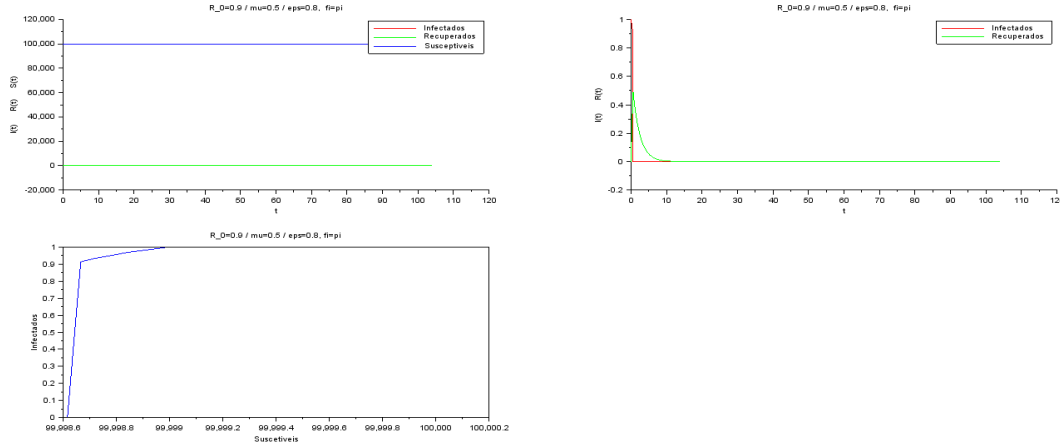 R_0=0.9 / mu=0.5 / eps=0.8, fi=pi
120,000
100,000
80,000
60,000
40,000
20,000
0
-20,000
I(t) R(t) S(t)
Infectados
Recuperados
Susceptiveis
0 10 20 30 40 50 60 70 80 90 100 110 120
t
R_0=0.9 / mu=0.5 / eps=0.8, fi=pi
1
0.8
0.6
0.4
0.2
0
-0.2
I(t) R(t)
Infectados
Recuperados
0 10 20 30 40 50 60 70 80 90 100 110 12
t
R_0=0.9 / mu=0.5 / eps=0.8, fi=pi
1
0.9
0.8
0.7
0.6
0.5
0.4
0.3
0.2
0.1
0
Infectados
99,998.6 99,998.8 99,999 99,999.2 99,999.4 99,999.6 99,999.8 100,000 100,000.2
Suscetiveis